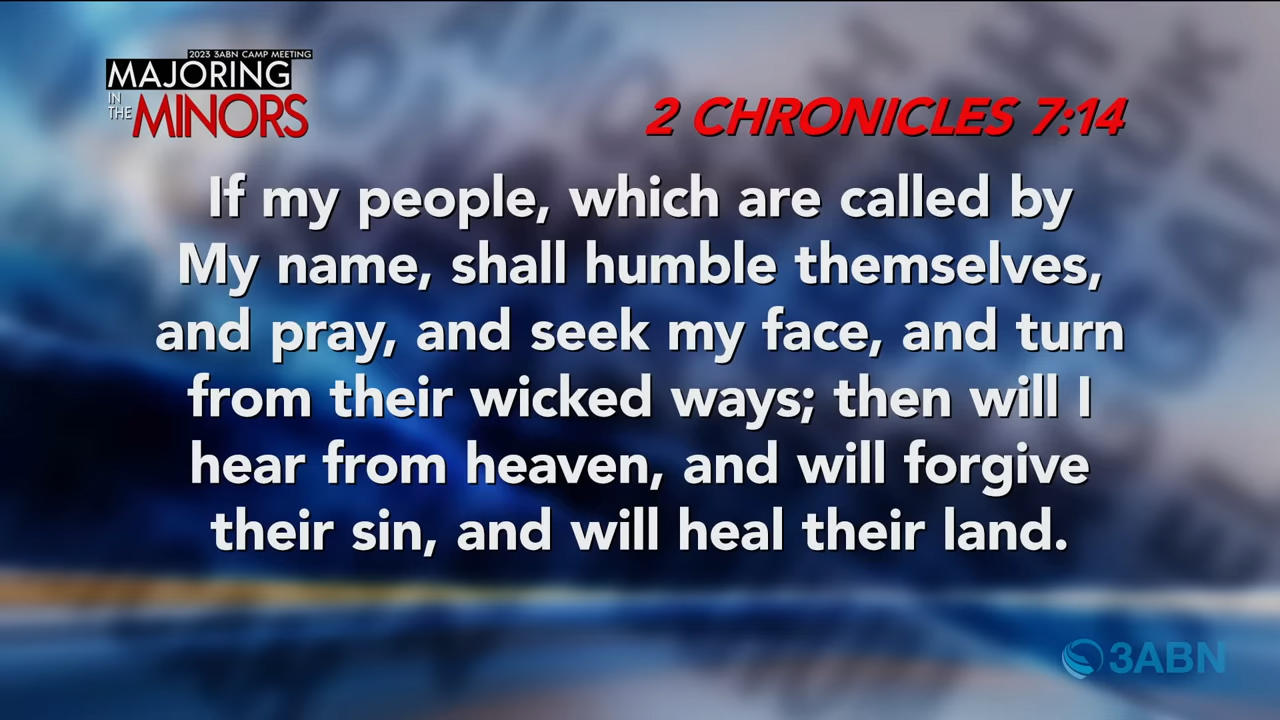 2023 3ABN CAMP MEETING
MAJORING
IN THE
MINORS
2 CHRONICLES 7:14
If my people, which are called by
My name, shall humble themselves,
and pray, and seek my face, and turn
from their wicked ways; then will I
hear from heaven, and will forgive
their sin, and will heal their land.
3ABN